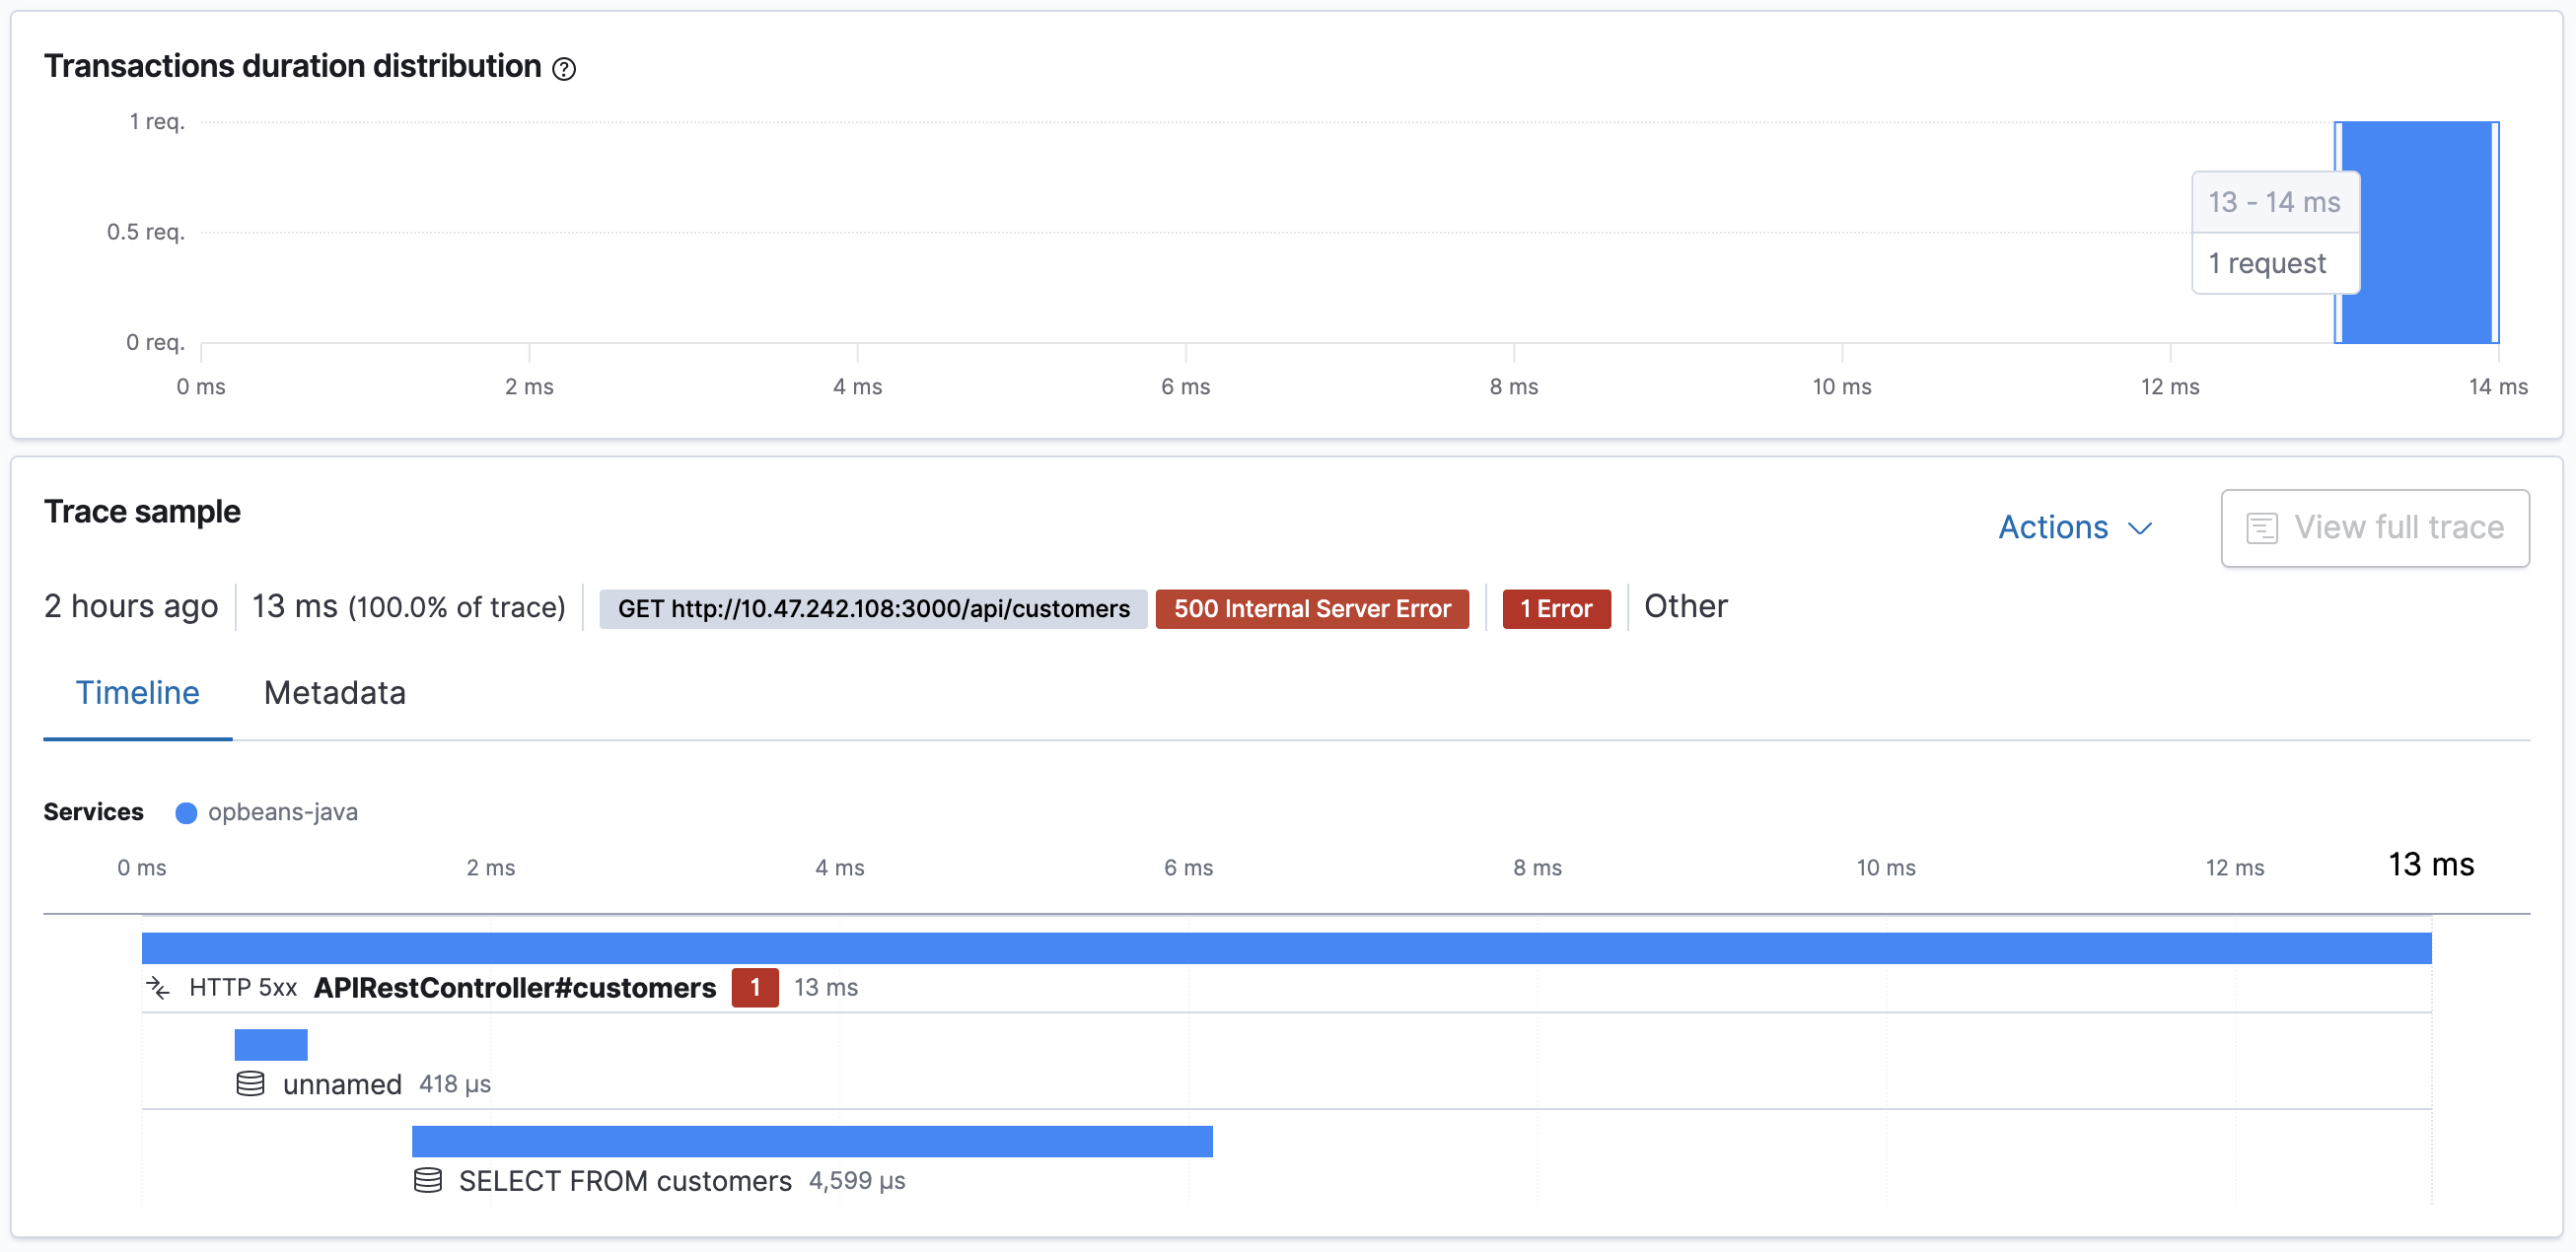 Transactions duration distribution
1 req.
0.5 req.
0 req.
13 - 14 ms
1 request
0 ms 2 ms 4 ms 6 ms 8 ms 10 ms 12 ms 14 ms
Trace sample
Actions
View full trace
2 hours ago 13 ms (100.0% of trace) GET http://10.47.242.108:3000/api/customers 500 Internal Server Error 1 Error Other
Timeline Metadata
Services opbeans-java
0 ms 2 ms 4 ms 6 ms 8 ms 10 ms 12 ms 13 ms
HTTP 5xx APIRestController#customers 1 13 ms
unnamed 418 μs
SELECT FROM customers 4,599 μs